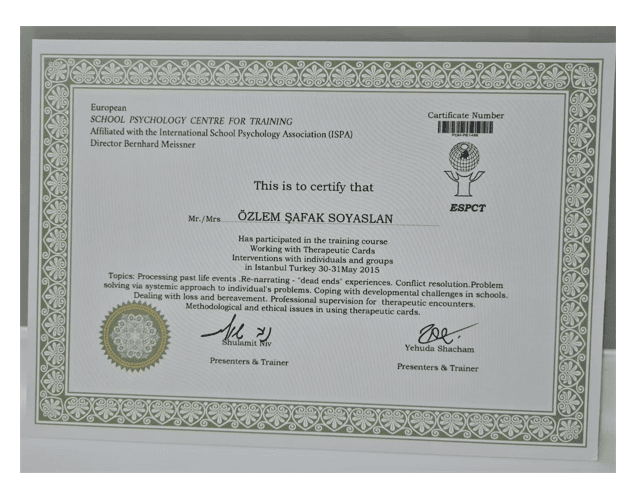 European
SCHOOL PSYCHOLOGY CENTRE FOR TRAINING
Affiliated with the International School Psychology Association (ISPA)
Director Bernhard Meissner
Certificate Number
ESPCT
This is to certify that
Mr./Mrs ÖZLEM ŞAFAK SOYASLAN
Has participated in the training course
Working with Therapeutic Cards
Interventions with individuals and groups
in Istanbul Turkey 30-31May 2015
Topics: Processing past life events .Re-narrating - "dead ends" experiences. Conflict resolution.Problem
solving via systemic approach to individual's problems. Coping with developmental challenges in schools.
Dealing with loss and bereavement. Professional supervision for therapeutic encounters.
Methodological and ethical issues in using therapeutic cards.
Shulamit Niv
Presenters & Trainer
Yehuda Shacham
Presenters & Trainer